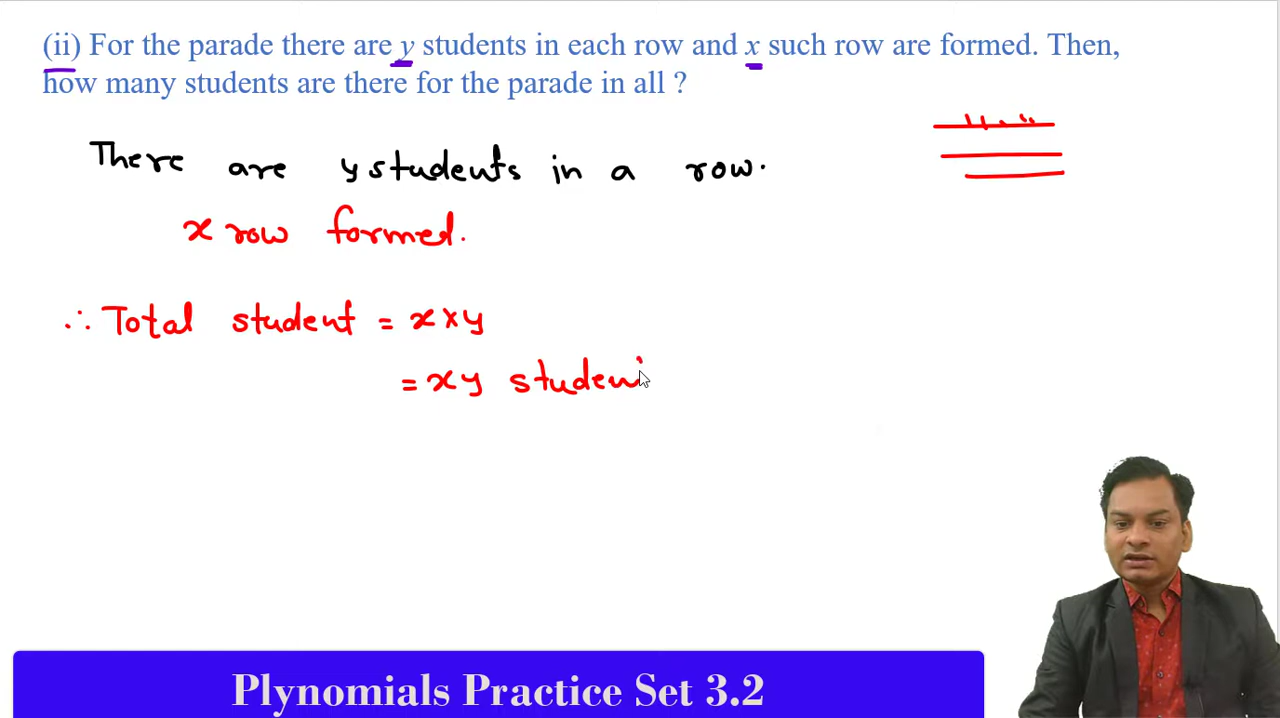 (ii) For the parade there are y students in each row and x such row are formed. Then,
how many students are there for the parade in all ?
There are y students in a row.
x row formed.
∴ Total student = x × y
= xy student
Plynomials Practice Set 3.2